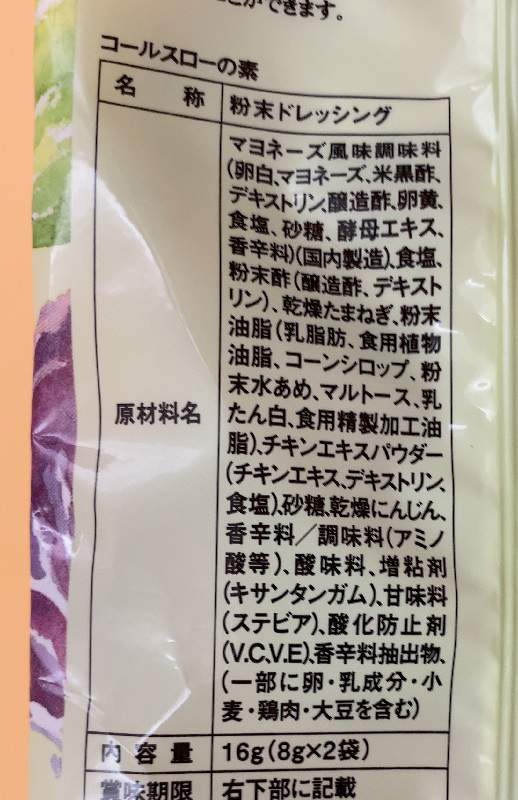 ができます。
コールスローの素
名 称 粉末ドレッシング
原材料名
マヨネーズ風味調味料
(卵白、マヨネーズ、米黒酢、
デキストリン、醸造酢、卵黄、
食塩、砂糖、酵母エキス、
香辛料)(国内製造)、食塩、
粉末酢(醸造酢、デキスト
リン)、乾燥たまねぎ、粉末
油脂(乳脂肪、食用植物
油脂、コーンシロップ、粉
末水あめ、マルトース、乳
たん白、食用精製加工油
脂)、チキンエキスパウダー
(チキンエキス、デキストリン、
食塩)、砂糖、乾燥にんじん、
香辛料/調味料(アミノ
酸等)、酸味料、増粘剤
(キサンタンガム)、甘味料
(ステビア)、酸化防止剤
(V.C、V.E)、香辛料抽出物、
(一部に卵・乳成分・小
麦・鶏肉・大豆を含む)
内 容 量 16g(8g×2袋)
賞味期限 右下部に記載